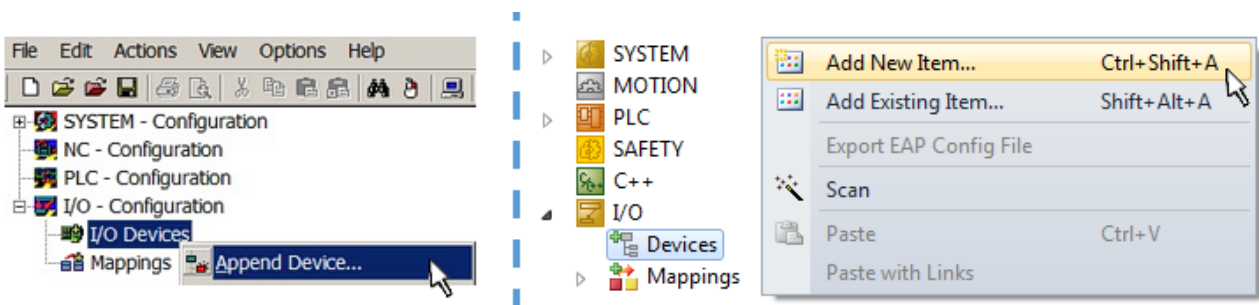 File Edit Actions View Options Help
SYSTEM - Configuration
NC - Configuration
PLC - Configuration
I/O - Configuration
I/O Devices
Mappings
Append Device...
SYSTEM
MOTION
PLC
SAFETY
C++
I/O
Devices
Mappings
Add New Item... Ctrl+Shift+A
Add Existing Item... Shift+Alt+A
Export EAP Config File
Scan
Paste Ctrl+V
Paste with Links